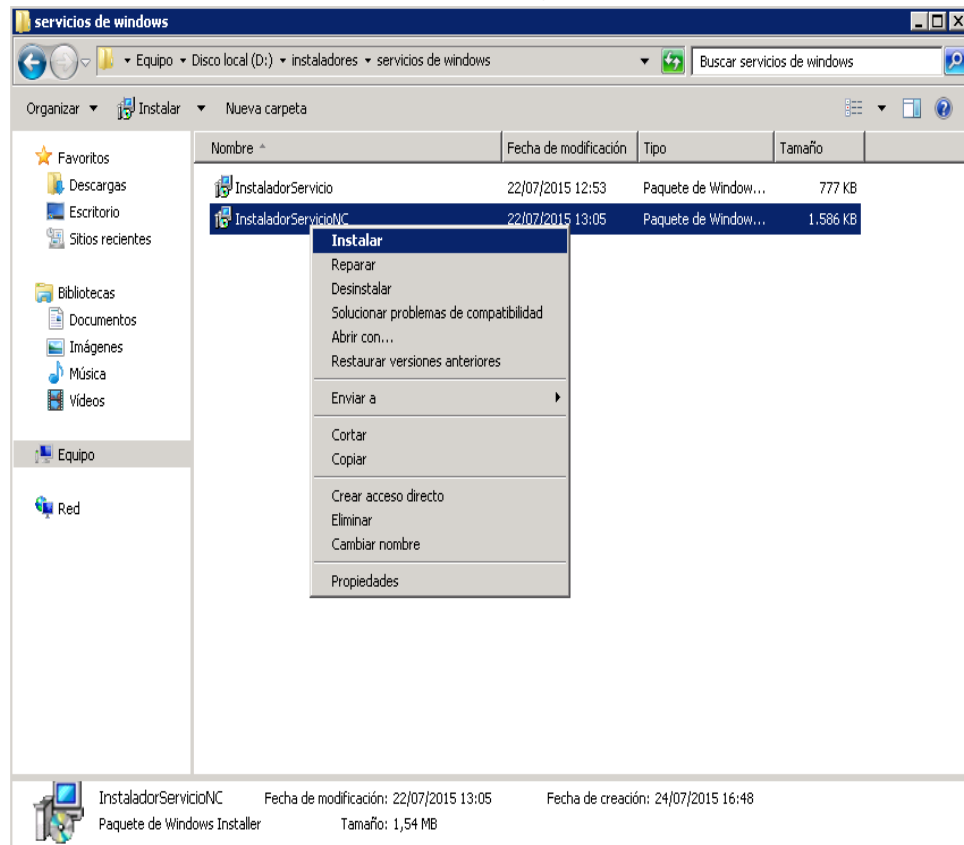 servicios de windows
Equipo Disco local (D:) instaladores servicios de windows
Buscar servicios de windows
Organizar Instalar Nueva carpeta
Favoritos
Descargas
Escritorio
Sitios recientes
Bibliotecas
Documentos
Imágenes
Música
Vídeos
Equipo
Red
Nombre Fecha de modificación Tipo Tamaño
InstaladorServicio 22/07/2015 12:53 Paquete de Window... 777 KB
InstaladorServicioNC 22/07/2015 13:05 Paquete de Window... 1.586 KB
Instalar
Reparar
Desinstalar
Solucionar problemas de compatibilidad
Abrir con...
Restaurar versiones anteriores
Enviar a
Cortar
Copiar
Crear acceso directo
Eliminar
Cambiar nombre
Propiedades
InstaladorServicioNC Fecha de modificación: 22/07/2015 13:05 Fecha de creación: 24/07/2015 16:48
Paquete de Windows Installer Tamaño: 1,54 MB